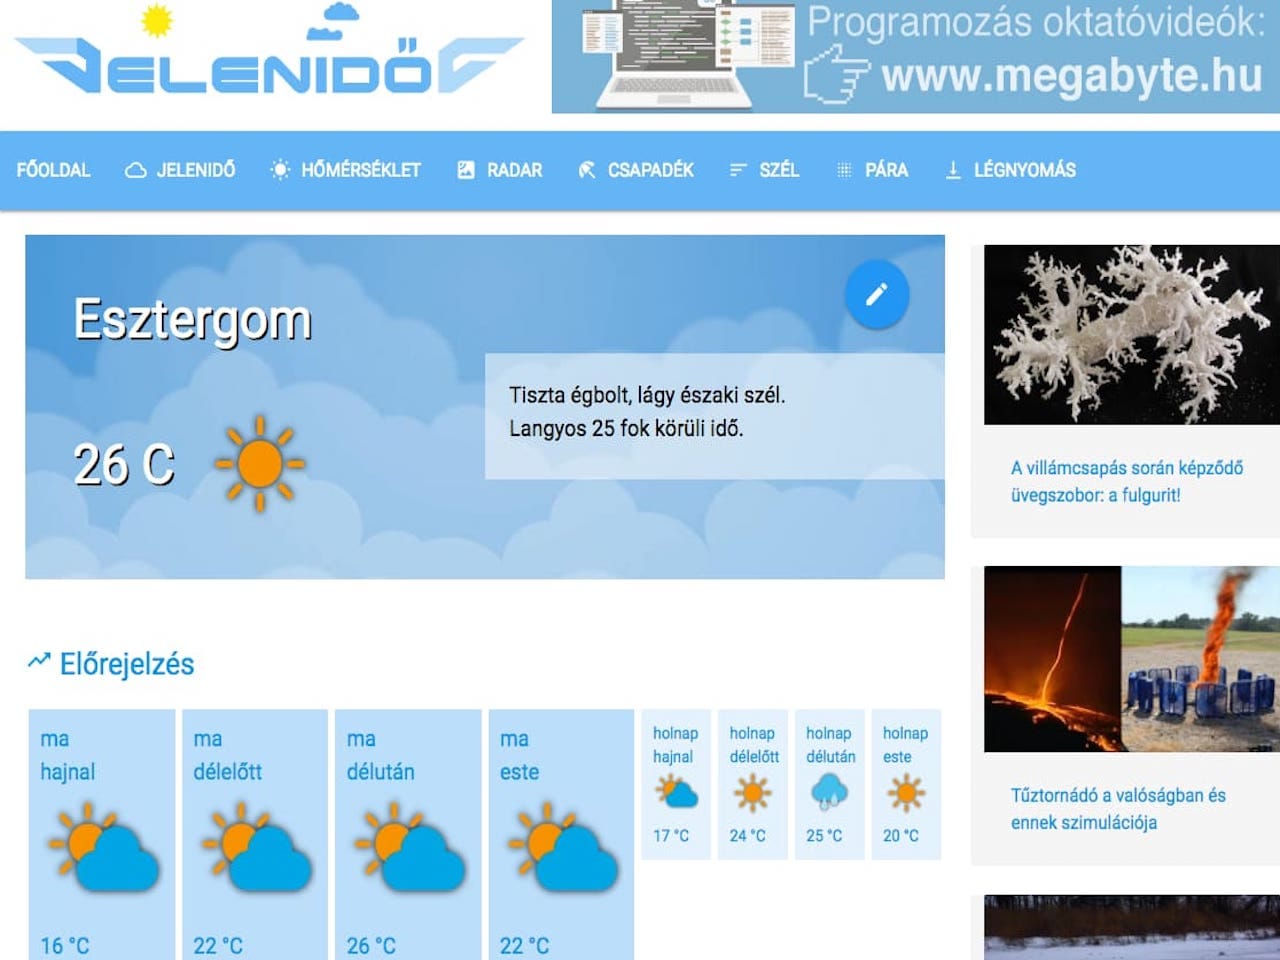 JELENIDŐ
Programozás oktatóvideók:
www.megabyte.hu
FŐOLDAL JELENIDŐ HŐMÉRSÉKLET RADAR CSAPADÉK SZÉL PÁRA LÉGNYOMÁS
Esztergom
26 C
Tiszta égbolt, lágy északi szél.
Langyos 25 fok körüli idő.
Előrejelzés
ma
hajnal
16 °C
ma
délelőtt
22 °C
ma
délután
26 °C
ma
este
22 °C
holnap
hajnal
17 °C
holnap
délelőtt
24 °C
holnap
délután
25 °C
holnap
este
20 °C
A villámcsapás során képződő
üvegszobor: a fulgurit!
Tűztornádó a valóságban és
ennek szimulációja